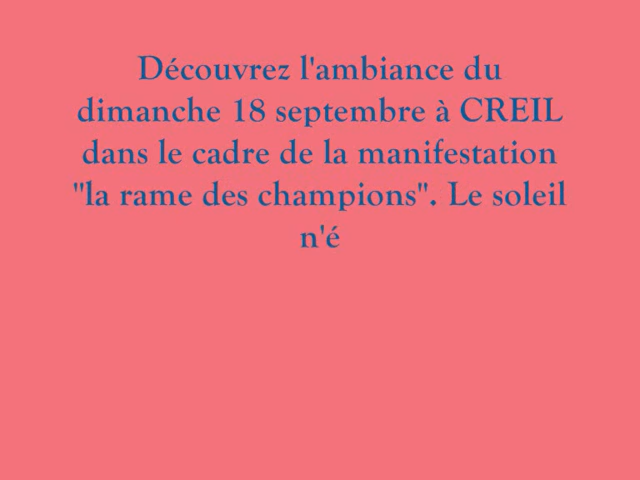 Découvrez l'ambiance du
dimanche 18 septembre à CREIL
dans le cadre de la manifestation
"la rame des champions". Le soleil
n'é